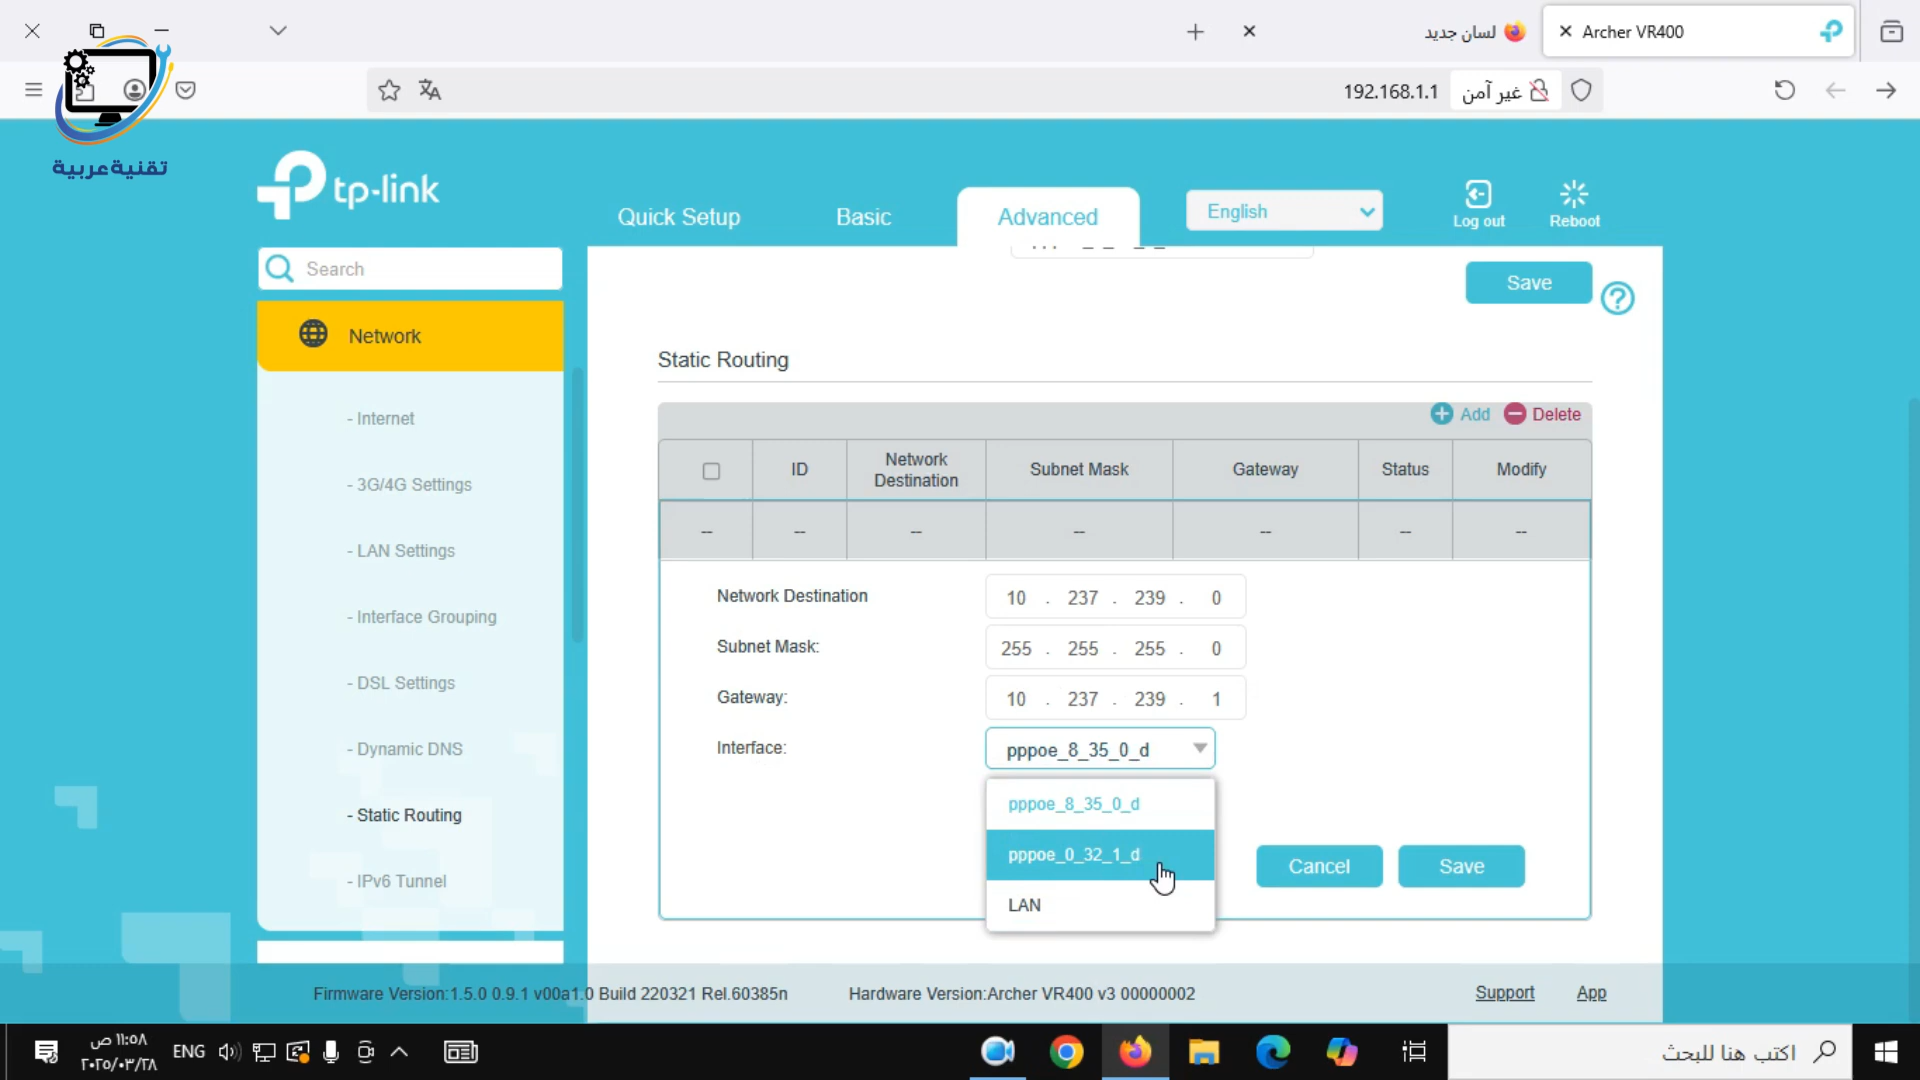 لسان جديد
Archer VR400
192.168.1.1
غير آمن
تقنية عربية
tp-link
Quick Setup
Basic
Advanced
English
Log out
Reboot
Search
Save
Network
- Internet
- 3G/4G Settings
- LAN Settings
- Interface Grouping
- DSL Settings
- Dynamic DNS
- Static Routing
- IPv6 Tunnel
Static Routing
Add
Delete
ID
Network Destination
Subnet Mask
Gateway
Status
Modify
-- -- -- -- -- -- --
Network Destination 10 . 237 . 239 . 0
Subnet Mask: 255 . 255 . 255 . 0
Gateway: 10 . 237 . 239 . 1
Interface: pppoe_8_35_0_d
pppoe_8_35_0_d
pppoe_0_32_1_d
LAN
Cancel
Save
Firmware Version:1.5.0 0.9.1 v00a1.0 Build 220321 Rel.60385n
Hardware Version:Archer VR400 v3 00000002
Support
App
١١:٥٨ ص
٢٠٢٥/٠٣/٢٨
ENG
اكتب هنا للبحث